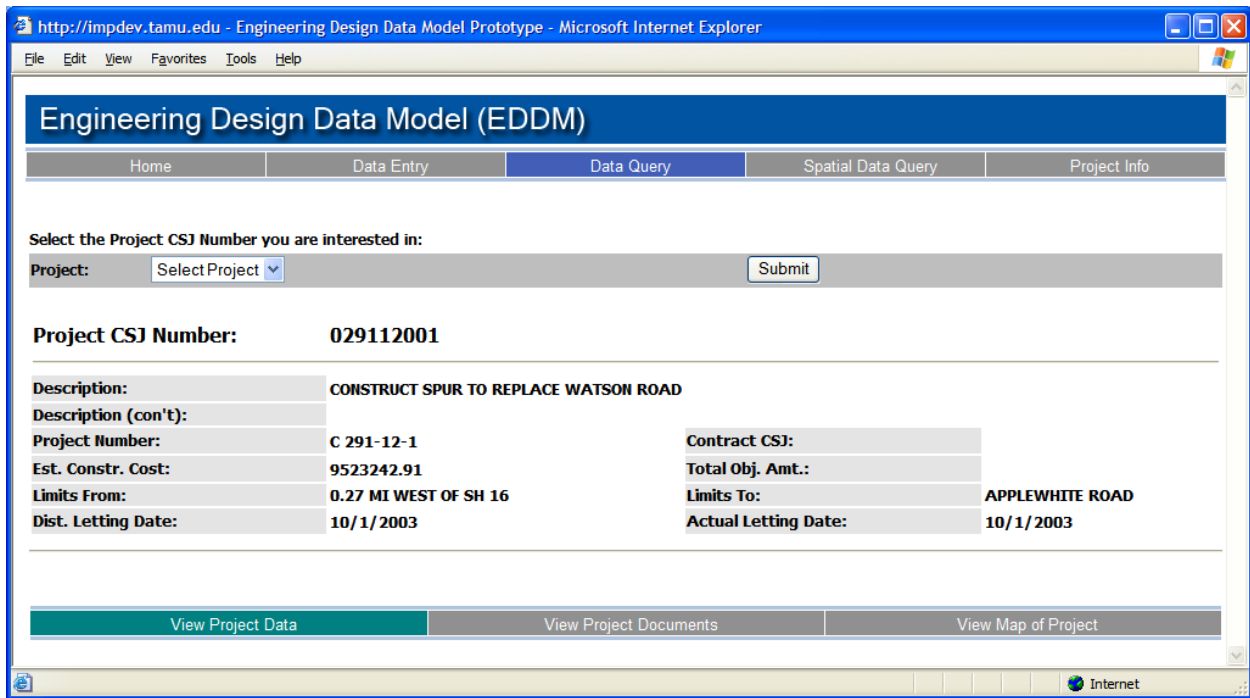 http://impdev.tamu.edu - Engineering Design Data Model Prototype - Microsoft Internet Explorer
File Edit View Favorites Tools Help
Engineering Design Data Model (EDDM)
Home Data Entry Data Query Spatial Data Query Project Info
Select the Project CSJ Number you are interested in:
Project: Select Project Submit
Project CSJ Number: 029112001
Description: CONSTRUCT SPUR TO REPLACE WATSON ROAD
Description (con't):
Project Number: C 291-12-1 Contract CSJ:
Est. Constr. Cost: 9523242.91 Total Obj. Amt.:
Limits From: 0.27 MI WEST OF SH 16 Limits To: APPLEWHITE ROAD
Dist. Letting Date: 10/1/2003 Actual Letting Date: 10/1/2003
View Project Data View Project Documents View Map of Project
Internet